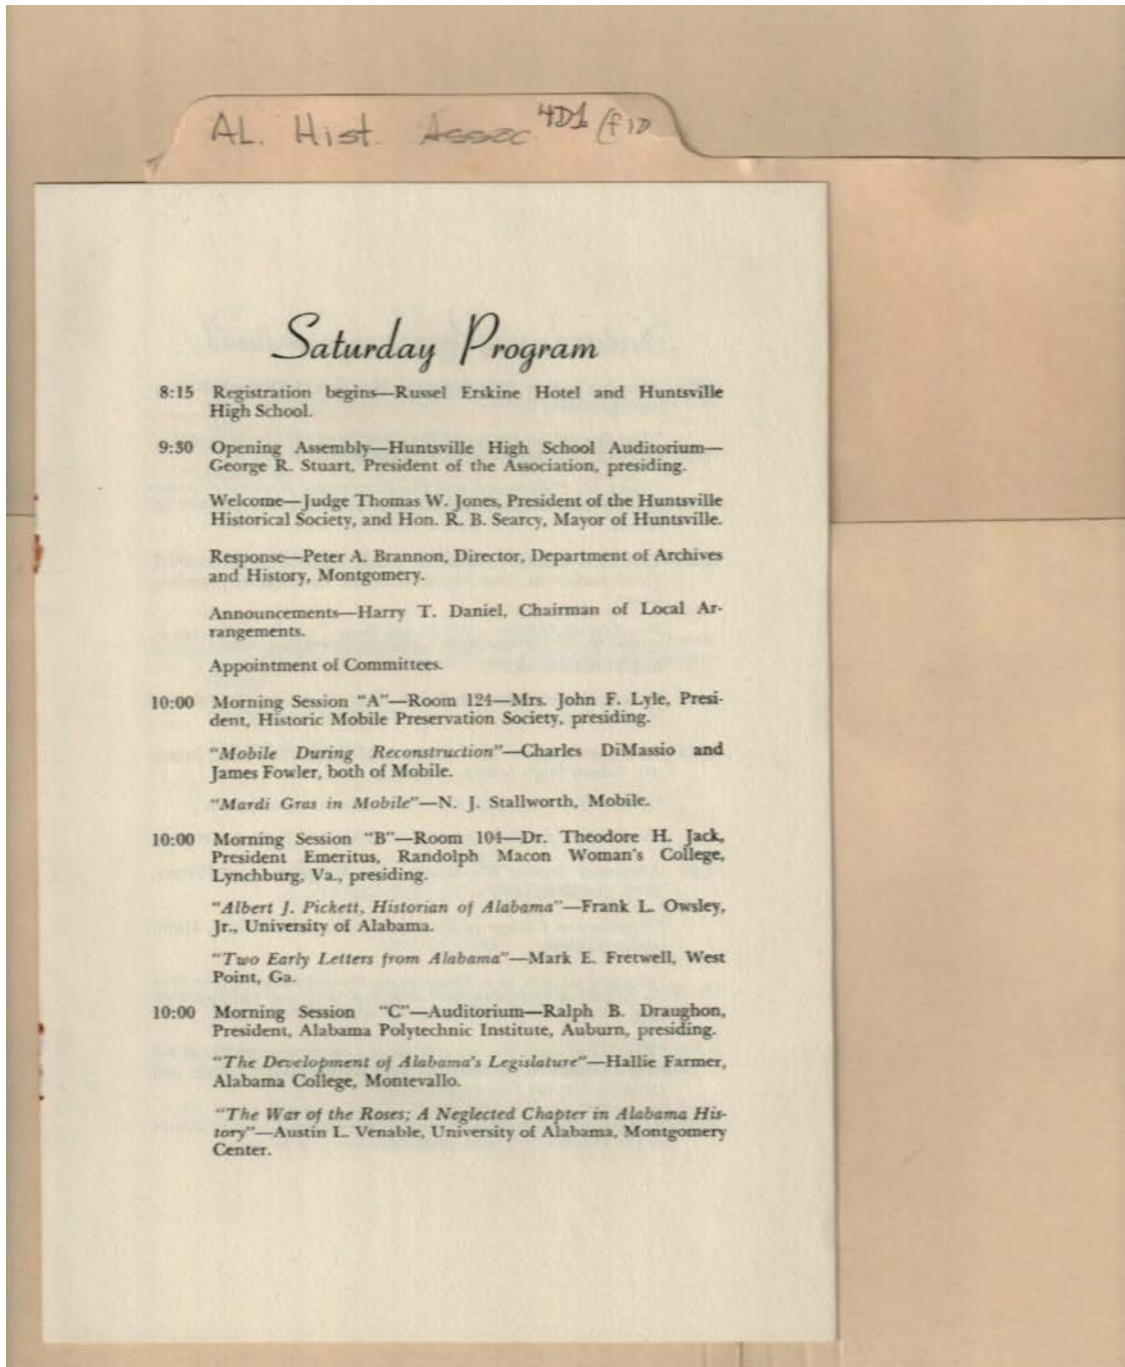 AL. Hist. Assoc. 4D1 (f 10
Saturday Program
8:15 Registration begins—Russel Erskine Hotel and Huntsville
High School.
9:30 Opening Assembly—Huntsville High School Auditorium—
George R. Stuart, President of the Association, presiding.
Welcome—Judge Thomas W. Jones, President of the Huntsville
Historical Society, and Hon. R. B. Searcy, Mayor of Huntsville.
Response—Peter A. Brannon, Director, Department of Archives
and History, Montgomery.
Announcements—Harry T. Daniel, Chairman of Local Ar-
rangements.
Appointment of Committees.
10:00 Morning Session "A"—Room 124—Mrs. John F. Lyle, Presi-
dent, Historic Mobile Preservation Society, presiding.
"Mobile During Reconstruction"—Charles DiMassio and
James Fowler, both of Mobile.
"Mardi Gras in Mobile"—N. J. Stallworth, Mobile.
10:00 Morning Session "B"—Room 104—Dr. Theodore H. Jack,
President Emeritus, Randolph Macon Woman's College,
Lynchburg, Va., presiding.
"Albert J. Pickett, Historian of Alabama"—Frank L. Owsley,
Jr., University of Alabama.
"Two Early Letters from Alabama"—Mark E. Fretwell, West
Point, Ga.
10:00 Morning Session "C"—Auditorium—Ralph B. Draughon,
President, Alabama Polytechnic Institute, Auburn, presiding.
"The Development of Alabama's Legislature"—Hallie Farmer,
Alabama College, Montevallo.
"The War of the Roses; A Neglected Chapter in Alabama His-
tory"—Austin L. Venable, University of Alabama, Montgomery
Center.